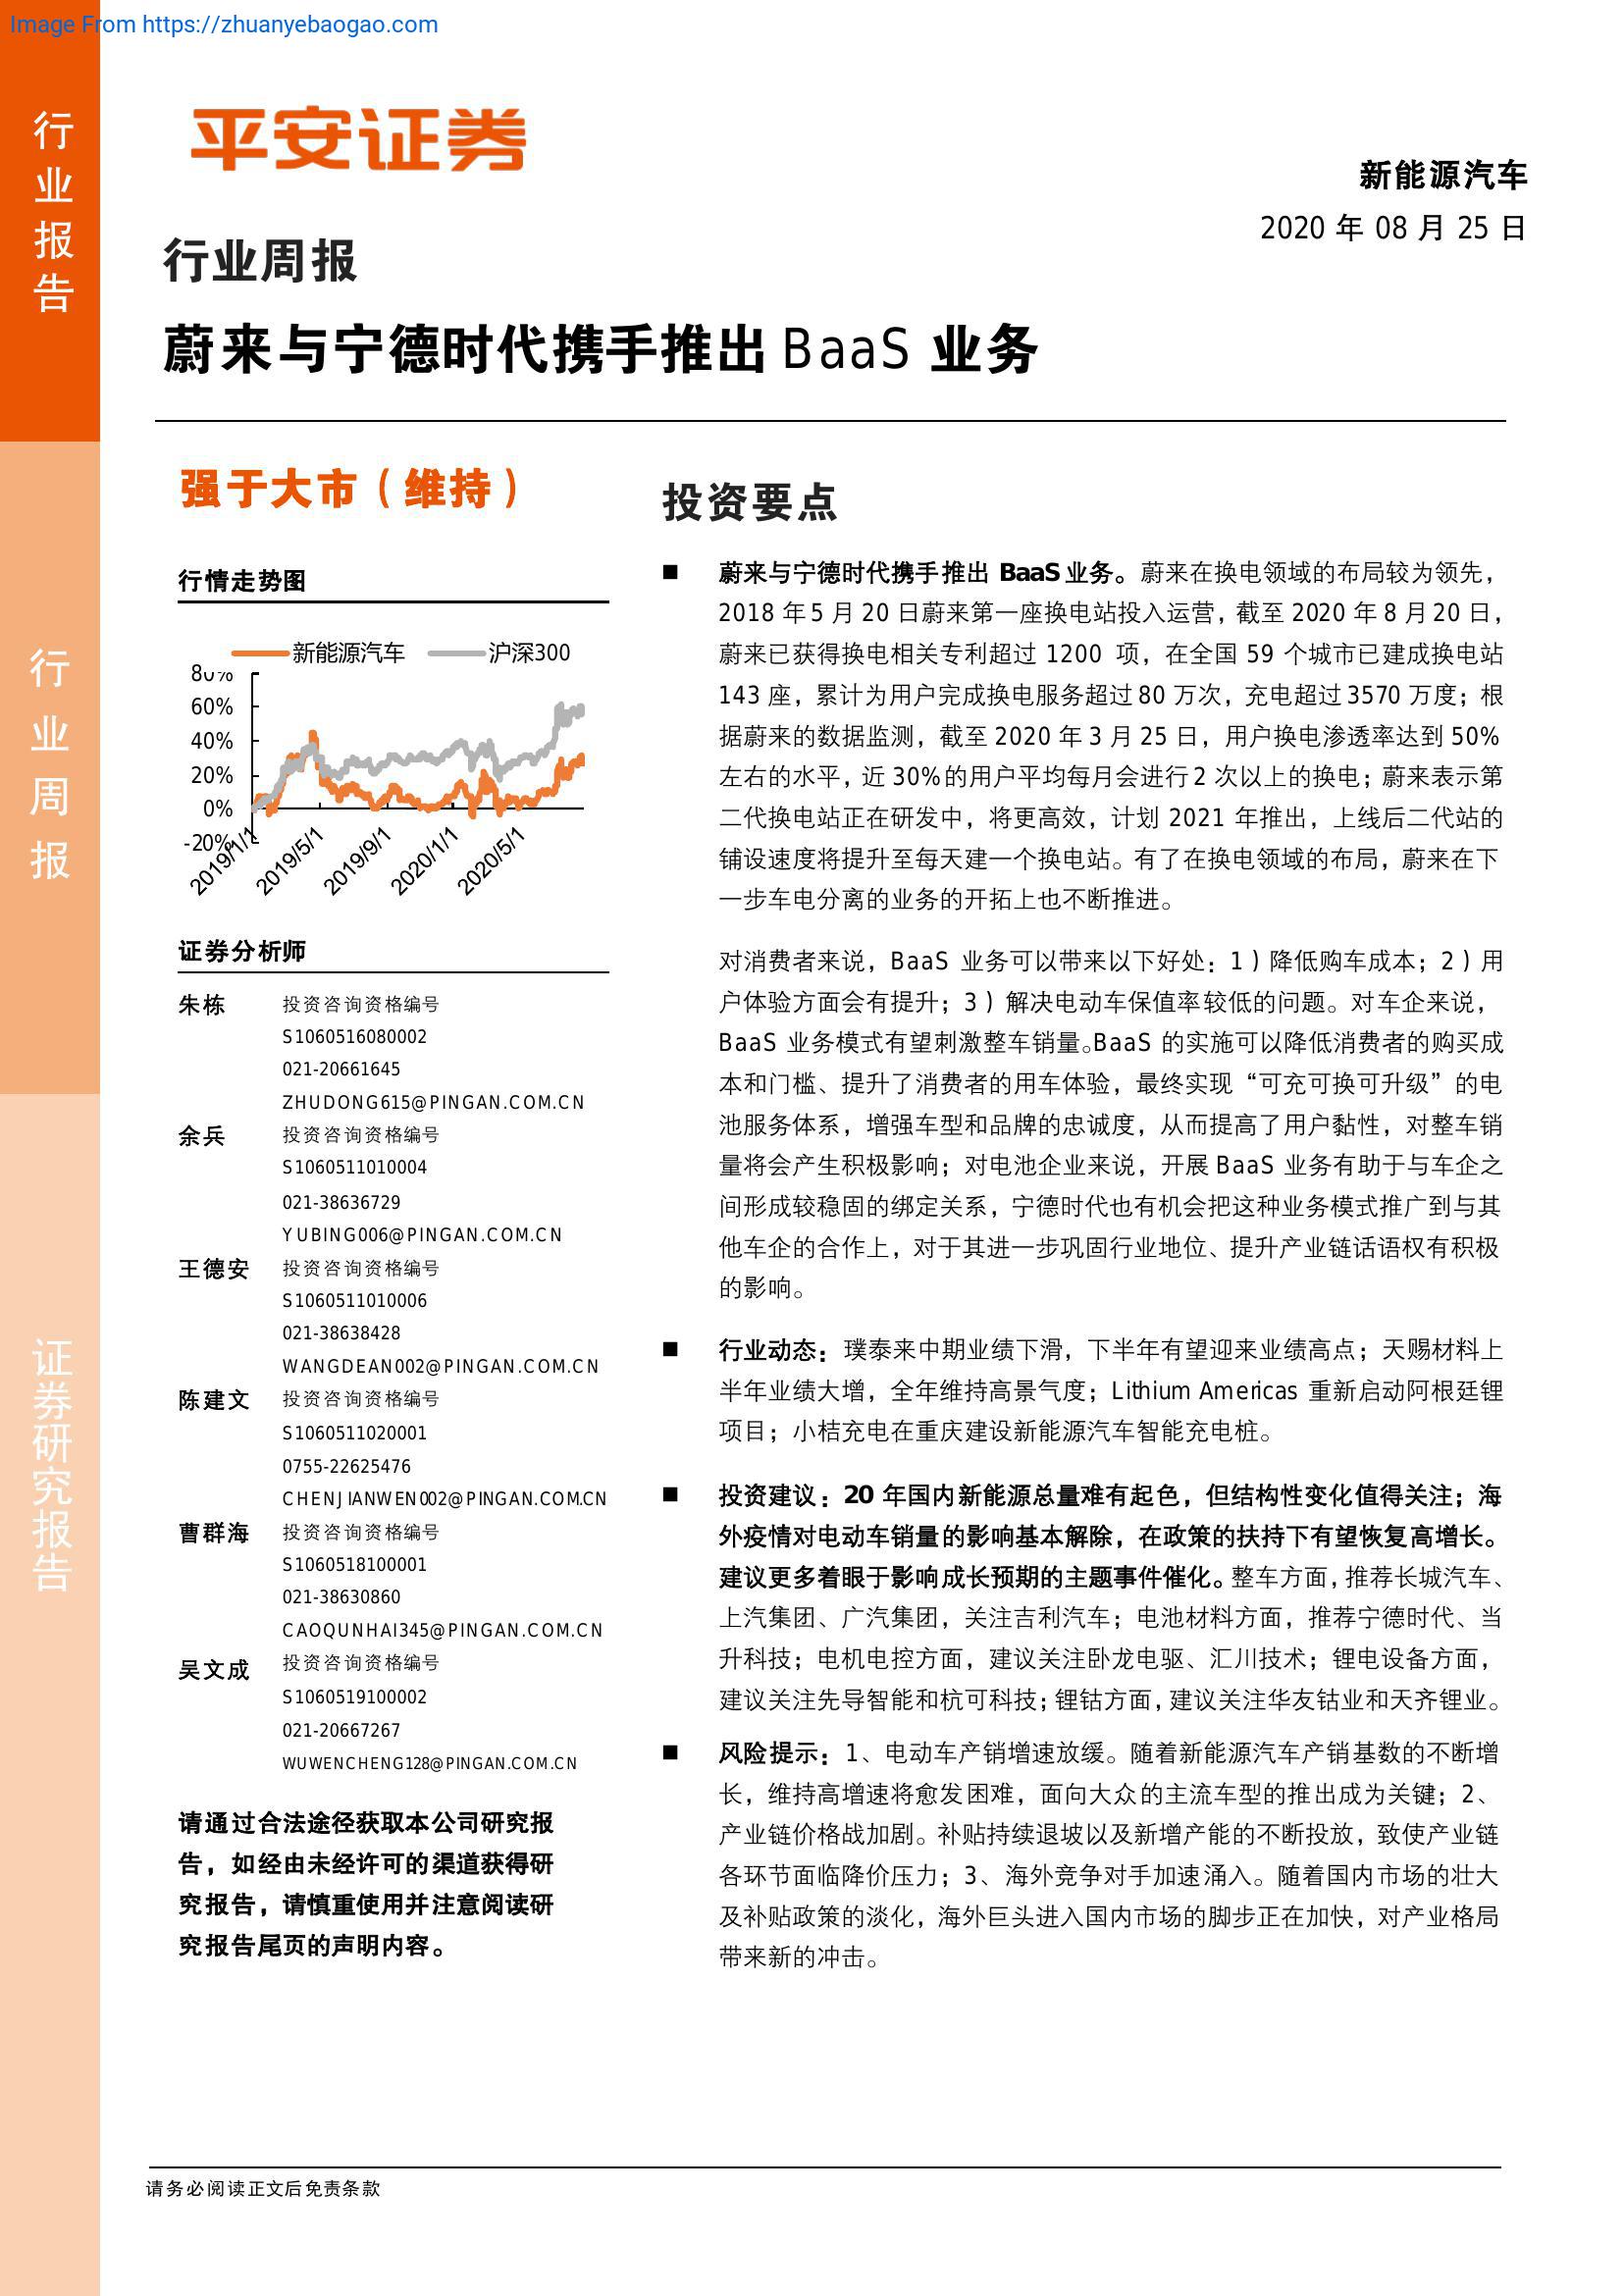 Image From https://zhuanyebaogao.com
行业报告
行业周报
证券研究报告
平安证券
新能源汽车
2020 年 08 月 25 日
行业周报
蔚来与宁德时代携手推出 BaaS 业务
强于大市（维持）
行情走势图
新能源汽车 沪深300
80%
60%
40%
20%
0%
-20%
2019/1/1 2019/5/1 2019/9/1 2020/1/1 2020/5/1
证券分析师
朱栋 投资咨询资格编号
S1060516080002
021-20661645
ZHUDONG615@PINGAN.COM.CN
余兵 投资咨询资格编号
S1060511010004
021-38636729
YUBING006@PINGAN.COM.CN
王德安 投资咨询资格编号
S1060511010006
021-38638428
WANGDEAN002@PINGAN.COM.CN
陈建文 投资咨询资格编号
S1060511020001
0755-22625476
CHENJIANWEN002@PINGAN.COM.CN
曹群海 投资咨询资格编号
S1060518100001
021-38630860
CAOQUNHAI345@PINGAN.COM.CN
吴文成 投资咨询资格编号
S1060519100002
021-20667267
WUWENCHENG128@PINGAN.COM.CN
请通过合法途径获取本公司研究报
告，如经由未经许可的渠道获得研
究报告，请慎重使用并注意阅读研
究报告尾页的声明内容。
投资要点
■ 蔚来与宁德时代携手推出 BaaS 业务。蔚来在换电领域的布局较为领先，
2018 年 5 月 20 日蔚来第一座换电站投入运营，截至 2020 年 8 月 20 日，
蔚来已获得换电相关专利超过 1200 项，在全国 59 个城市已建成换电站
143 座，累计为用户完成换电服务超过 80 万次，充电超过 3570 万度；根
据蔚来的数据监测，截至 2020 年 3 月 25 日，用户换电渗透率达到 50%
左右的水平，近 30%的用户平均每月会进行 2 次以上的换电；蔚来表示第
二代换电站正在研发中，将更高效，计划 2021 年推出，上线后二代站的
铺设速度将提升至每天建一个换电站。有了在换电领域的布局，蔚来在下
一步车电分离的业务的开拓上也不断推进。
对消费者来说，BaaS 业务可以带来以下好处：1）降低购车成本；2）用
户体验方面会有提升；3）解决电动车保值率较低的问题。对车企来说，
BaaS 业务模式有望刺激整车销量。BaaS 的实施可以降低消费者的购买成
本和门槛、提升了消费者的用车体验，最终实现“可充可换可升级”的电
池服务体系，增强车型和品牌的忠诚度，从而提高了用户黏性，对整车销
量将会产生积极影响；对电池企业来说，开展 BaaS 业务有助于与车企之
间形成较稳固的绑定关系，宁德时代也有机会把这种业务模式推广到与其
他车企的合作上，对于其进一步巩固行业地位、提升产业链话语权有积极
的影响。
■ 行业动态：璞泰来中期业绩下滑，下半年有望迎来业绩高点；天赐材料上
半年业绩大增，全年维持高景气度；Lithium Americas 重新启动阿根廷锂
项目；小桔充电在重庆建设新能源汽车智能充电桩。
■ 投资建议：20 年国内新能源总量难有起色，但结构性变化值得关注；海
外疫情对电动车销量的影响基本解除，在政策的扶持下有望恢复高增长。
建议更多着眼于影响成长预期的主题事件催化。整车方面，推荐长城汽车、
上汽集团、广汽集团，关注吉利汽车；电池材料方面，推荐宁德时代、当
升科技；电机电控方面，建议关注卧龙电驱、汇川技术；锂电设备方面，
建议关注先导智能和杭可科技；锂钴方面，建议关注华友钴业和天齐锂业。
■ 风险提示：1、电动车产销增速放缓。随着新能源汽车产销基数的不断增
长，维持高增速将愈发困难，面向大众的主流车型的推出成为关键；2、
产业链价格战加剧。补贴持续退坡以及新增产能的不断投放，致使产业链
各环节面临降价压力；3、海外竞争对手加速涌入。随着国内市场的壮大
及补贴政策的淡化，海外巨头进入国内市场的脚步正在加快，对产业格局
带来新的冲击。
请务必阅读正文后免责条款